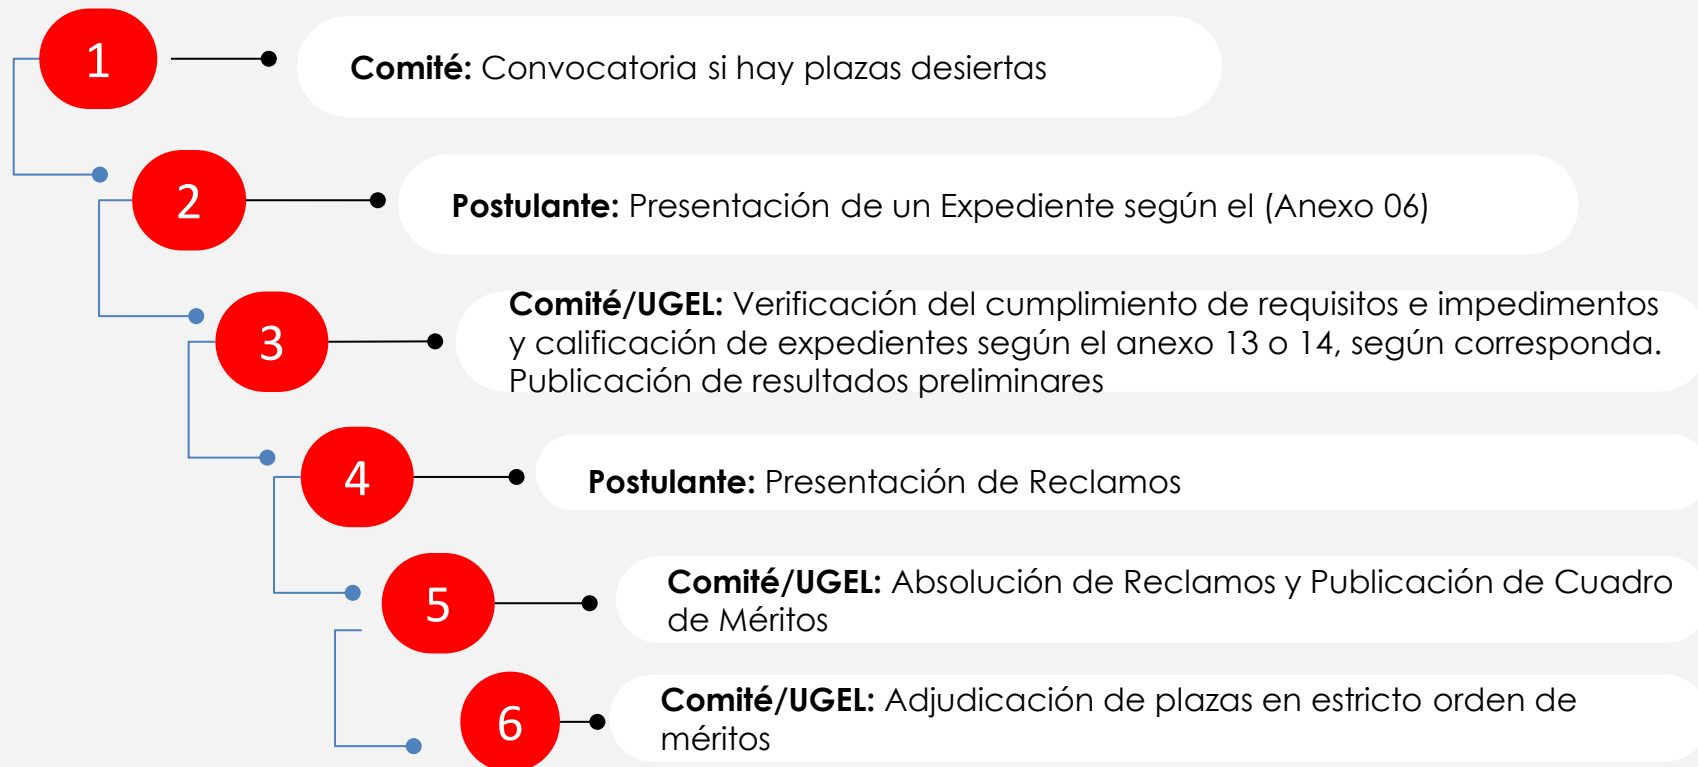 1
Comité: Convocatoria si hay plazas desiertas
2
Postulante: Presentación de un Expediente según el (Anexo 06)
3
Comité/UGEL: Verificación del cumplimiento de requisitos e impedimentos
y calificación de expedientes según el anexo 13 o 14, según corresponda.
Publicación de resultados preliminares
4
Postulante: Presentación de Reclamos
5
Comité/UGEL: Absolución de Reclamos y Publicación de Cuadro
de Méritos
6
Comité/UGEL: Adjudicación de plazas en estricto orden de
méritos